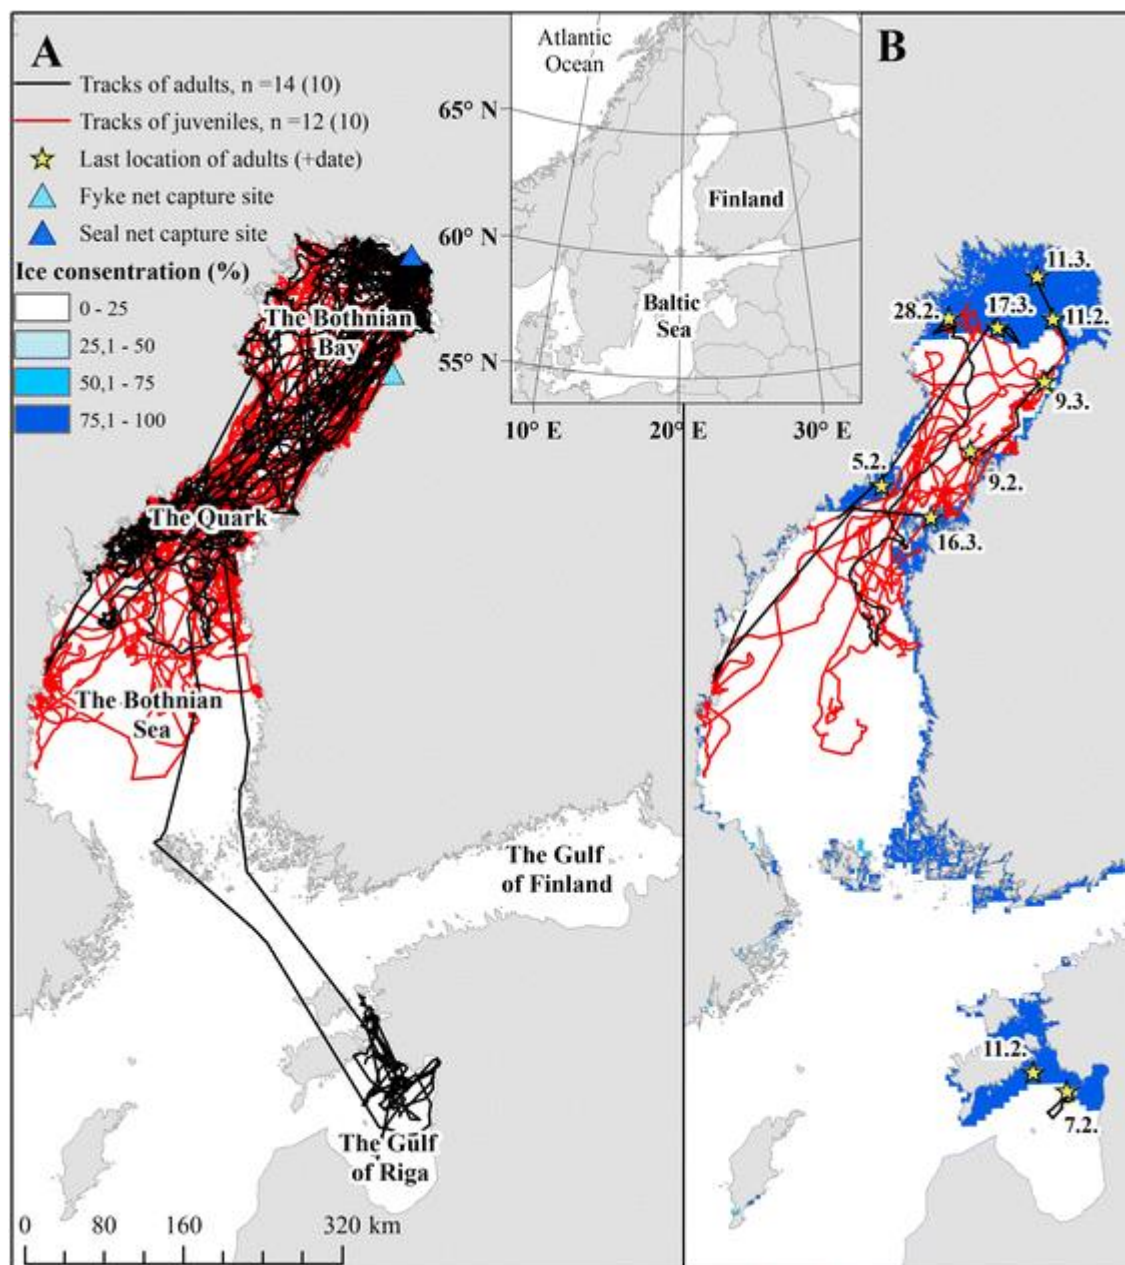 A
Tracks of adults, n =14 (10)
Tracks of juveniles, n =12 (10)
Last location of adults (+date)
Fyke net capture site
Seal net capture site
Ice consentration (%)
0 - 25
25,1 - 50
50,1 - 75
75,1 - 100
The Bothnian
Bay
The Quark
The Bothnian
Sea
The Gulf
of Finland
The Gulf
of Riga
0 80 160 320 km
Atlantic
Ocean
65° N
60° N
55° N
Finland
Baltic
Sea
10° E 20° E 30° E
B
11.3.
28.2.
17.3.
11.2.
9.3.
5.2.
9.2.
16.3.
11.2.
7.2.